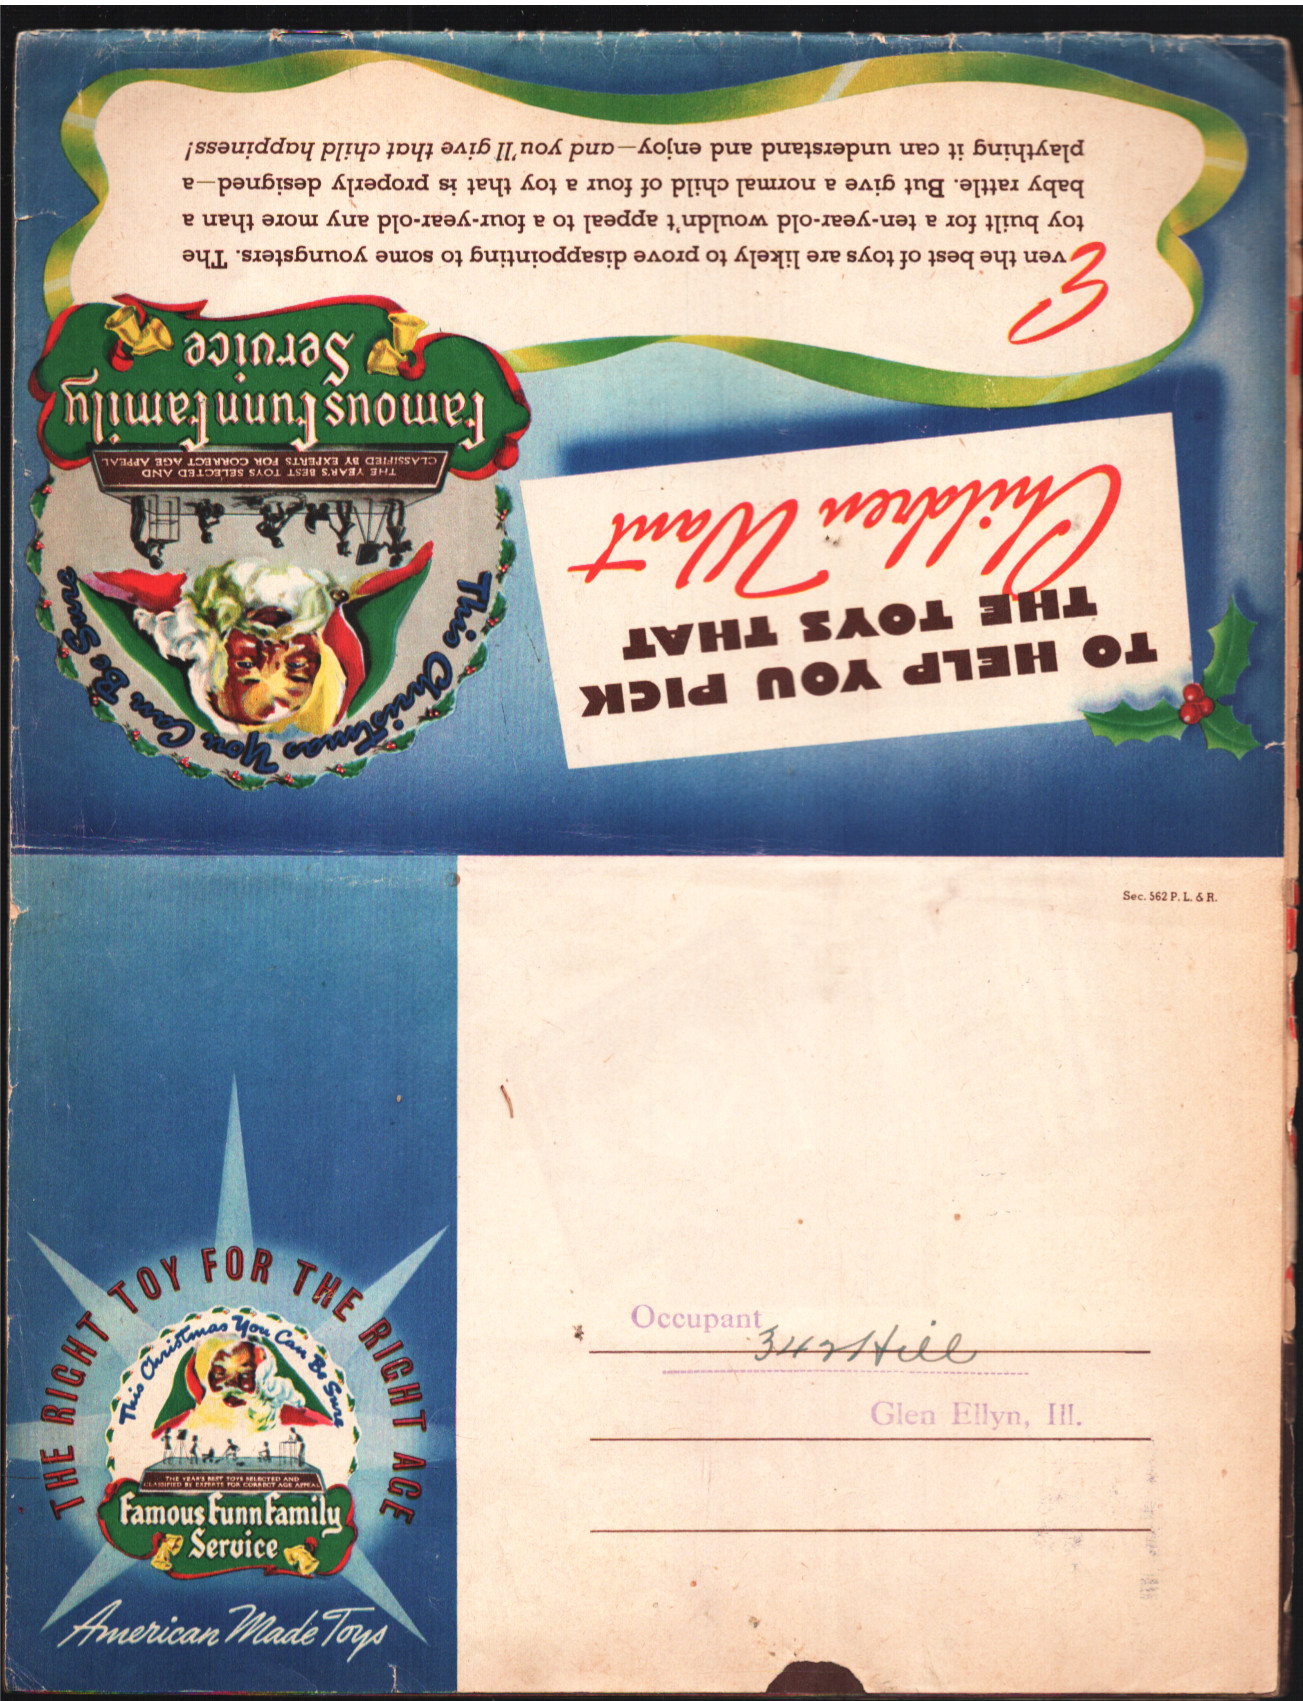 TO HELP YOU PICK
THE TOYS THAT
Children Want
This Christmas You Can Be Sure
THE YEAR'S BEST TOYS SELECTED AND
CLASSIFIED BY EXPERTS FOR CORRECT AGE APPEAL
Famous Funn Family
Service
Even the best of toys are likely to prove disappointing to some youngsters. The
toy built for a ten-year-old wouldn't appeal to a four-year-old any more than a
baby rattle. But give a normal child of four a toy that is properly designed—a
plaything it can understand and enjoy—and you'll give that child happiness!
Sec. 562 P. L. & R.
THE RIGHT TOY FOR THE RIGHT AGE
This Christmas You Can Be Sure
THE YEAR'S BEST TOYS SELECTED AND
CLASSIFIED BY EXPERTS FOR CORRECT AGE APPEAL
Famous Funn Family
Service
American Made Toys
Occupant
342 Hill
Glen Ellyn, Ill.